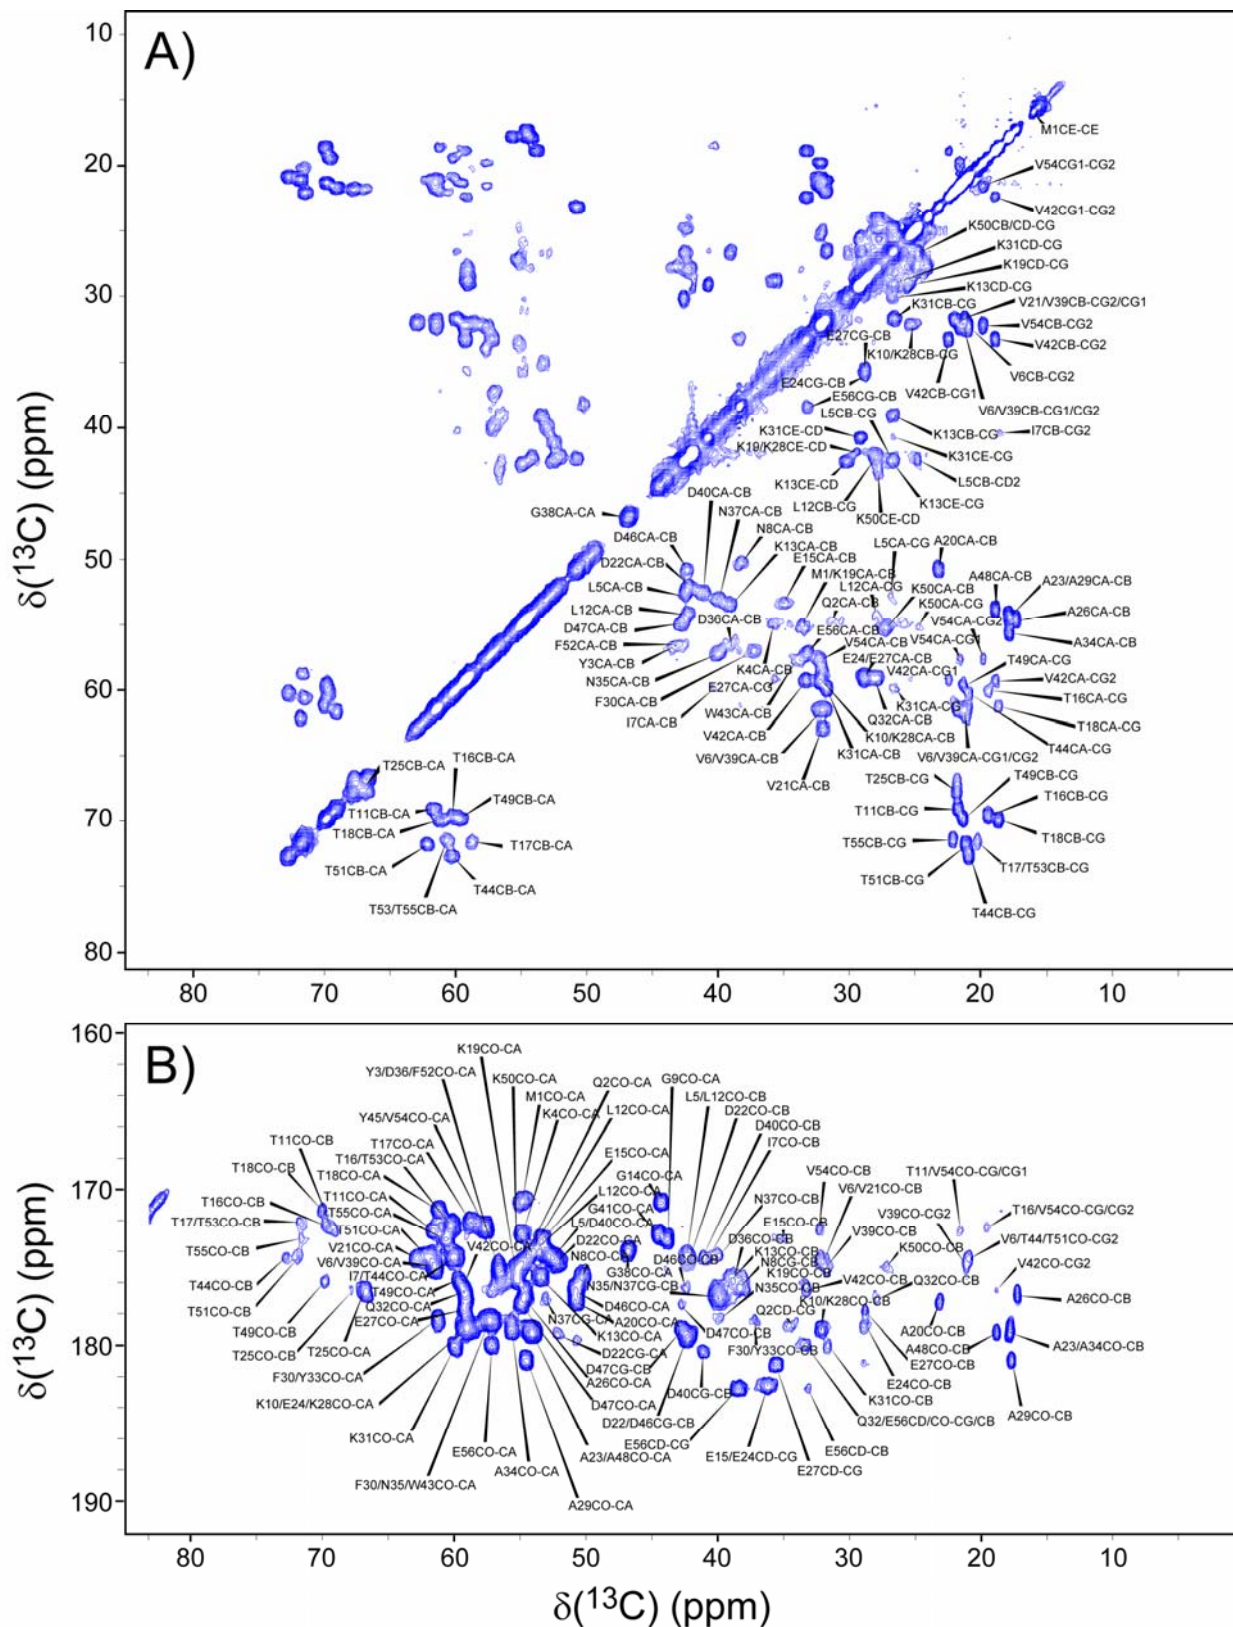 A)
10
20
30
40
50
60
70
80
δ(13C) (ppm)
M1CE-CE
V54CG1-CG2
V42CG1-CG2
K50CB/CD-CG
K31CD-CG
K19CD-CG
K13CD-CG
K31CB-CG
V21/V39CB-CG2/CG1
E27CG-CB
V54CB-CG2
K10/K28CB-CG
V42CB-CG2
V6CB-CG2
E24CG-CB
V42CB-CG1
E56CG-CB
V6/V39CB-CG1/CG2
L5CB-CG
K13CB-CG
I7CB-CG2
K31CE-CD
K19/K28CE-CD
K31CE-CG
K13CE-CD
L5CB-CD2
L12CB-CG
K13CE-CG
D40CA-CB
K50CE-CD
G38CA-CA
N37CA-CB
D46CA-CB
N8CA-CB
K13CA-CB
D22CA-CB
E15CA-CB
L5CA-CG
A20CA-CB
L5CA-CB
M1/K19CA-CB
L12CA-CG
A48CA-CB
A23/A29CA-CB
K50CA-CB
L12CA-CB
Q2CA-CB
K50CA-CG
A26CA-CB
D47CA-CB
D36CA-CB
E56CA-CB
V54CA-CG2
F52CA-CB
V54CA-CB
V54CA-CG1
A34CA-CB
Y3CA-CB
E24/E27CA-CB
T49CA-CG
K4CA-CB
V42CA-CG1
N35CA-CB
V42CA-CG2
E27CA-CG
F30CA-CB
T16CA-CG
W43CA-CB
K31CA-CG
I7CA-CB
Q32CA-CB
T18CA-CG
V42CA-CB
K10/K28CA-CB
T44CA-CG
V6/V39CA-CB
K31CA-CB
V6/V39CA-CG1/CG2
V21CA-CB
T25CB-CA
T16CB-CA
T25CB-CG
T49CB-CG
T49CB-CA
T11CB-CA
T11CB-CG
T16CB-CG
T18CB-CA
T18CB-CG
T17CB-CA
T55CB-CG
T51CB-CA
T51CB-CG
T17/T53CB-CG
T44CB-CA
T53/T55CB-CA
T44CB-CG
80
70
60
50
40
30
20
10
B)
160
170
180
190
K19CO-CA
Y3/D36/F52CO-CA
K50CO-CA
Q2CO-CA
G9CO-CA
L5/L12CO-CB
M1CO-CA
D22CO-CB
K4CO-CA
L12CO-CA
Y45/V54CO-CA
D40CO-CB
T11CO-CB
T17CO-CA
I7CO-CB
T18CO-CB
T16/T53CO-CA
E15CO-CA
T18CO-CA
G14CO-CA
V54CO-CB
T11/V54CO-CG/CG1
T16CO-CB
T11CO-CA
L12CO-CA
N37CO-CB
V6/V21CO-CB
T55CO-CA
G41CO-CA
V39CO-CG2
T16/V54CO-CG/CG2
T17/T53CO-CB
T51CO-CA
L5/D40CO-CA
E15CO-CB
V39CO-CB
D36CO-CB
V6/T44/T51CO-CG2
T55CO-CB
V21CO-CA
V42CO-CA
D22CO-CA
D46CO-CB
K13CO-CB
K50CO-CB
V6/V39CO-CA
N8CO-CA
N8CG-CB
V42CO-CG2
I7/T44CO-CA
G38CO-CA
K19CO-CB
T44CO-CB
N35/N37CG-CB
N35CO-CB
V42CO-CB
Q32CO-CB
T49CO-CA
A26CO-CB
T51CO-CB
Q32CO-CA
D46CO-CA
Q2CD-CG
K10/K28CO-CB
E27CO-CA
N37CG-CA
A20CO-CA
A20CO-CB
T49CO-CB
K13CO-CA
D47CO-CB
A48CO-CB
T25CO-CB
T25CO-CA
D22CG-CA
F30/Y33CO-CB
A23/A34CO-CB
E27CO-CB
F30/Y33CO-CA
D47CG-CB
A26CO-CA
D40CG-CB
E24CO-CB
K10/E24/K28CO-CA
D47CO-CA
K31CO-CB
A29CO-CB
D22/D46CG-CB
Q32/E56CD/CO-CG/CB
K31CO-CA
E56CD-CG
E56CO-CA
A23/A48CO-CA
E15/E24CD-CG
E56CD-CB
A34CO-CA
E27CD-CG
F30/N35/W43CO-CA
A29CO-CA
80
70
60
50
40
30
20
10
δ(13C) (ppm)
δ(13C) (ppm)